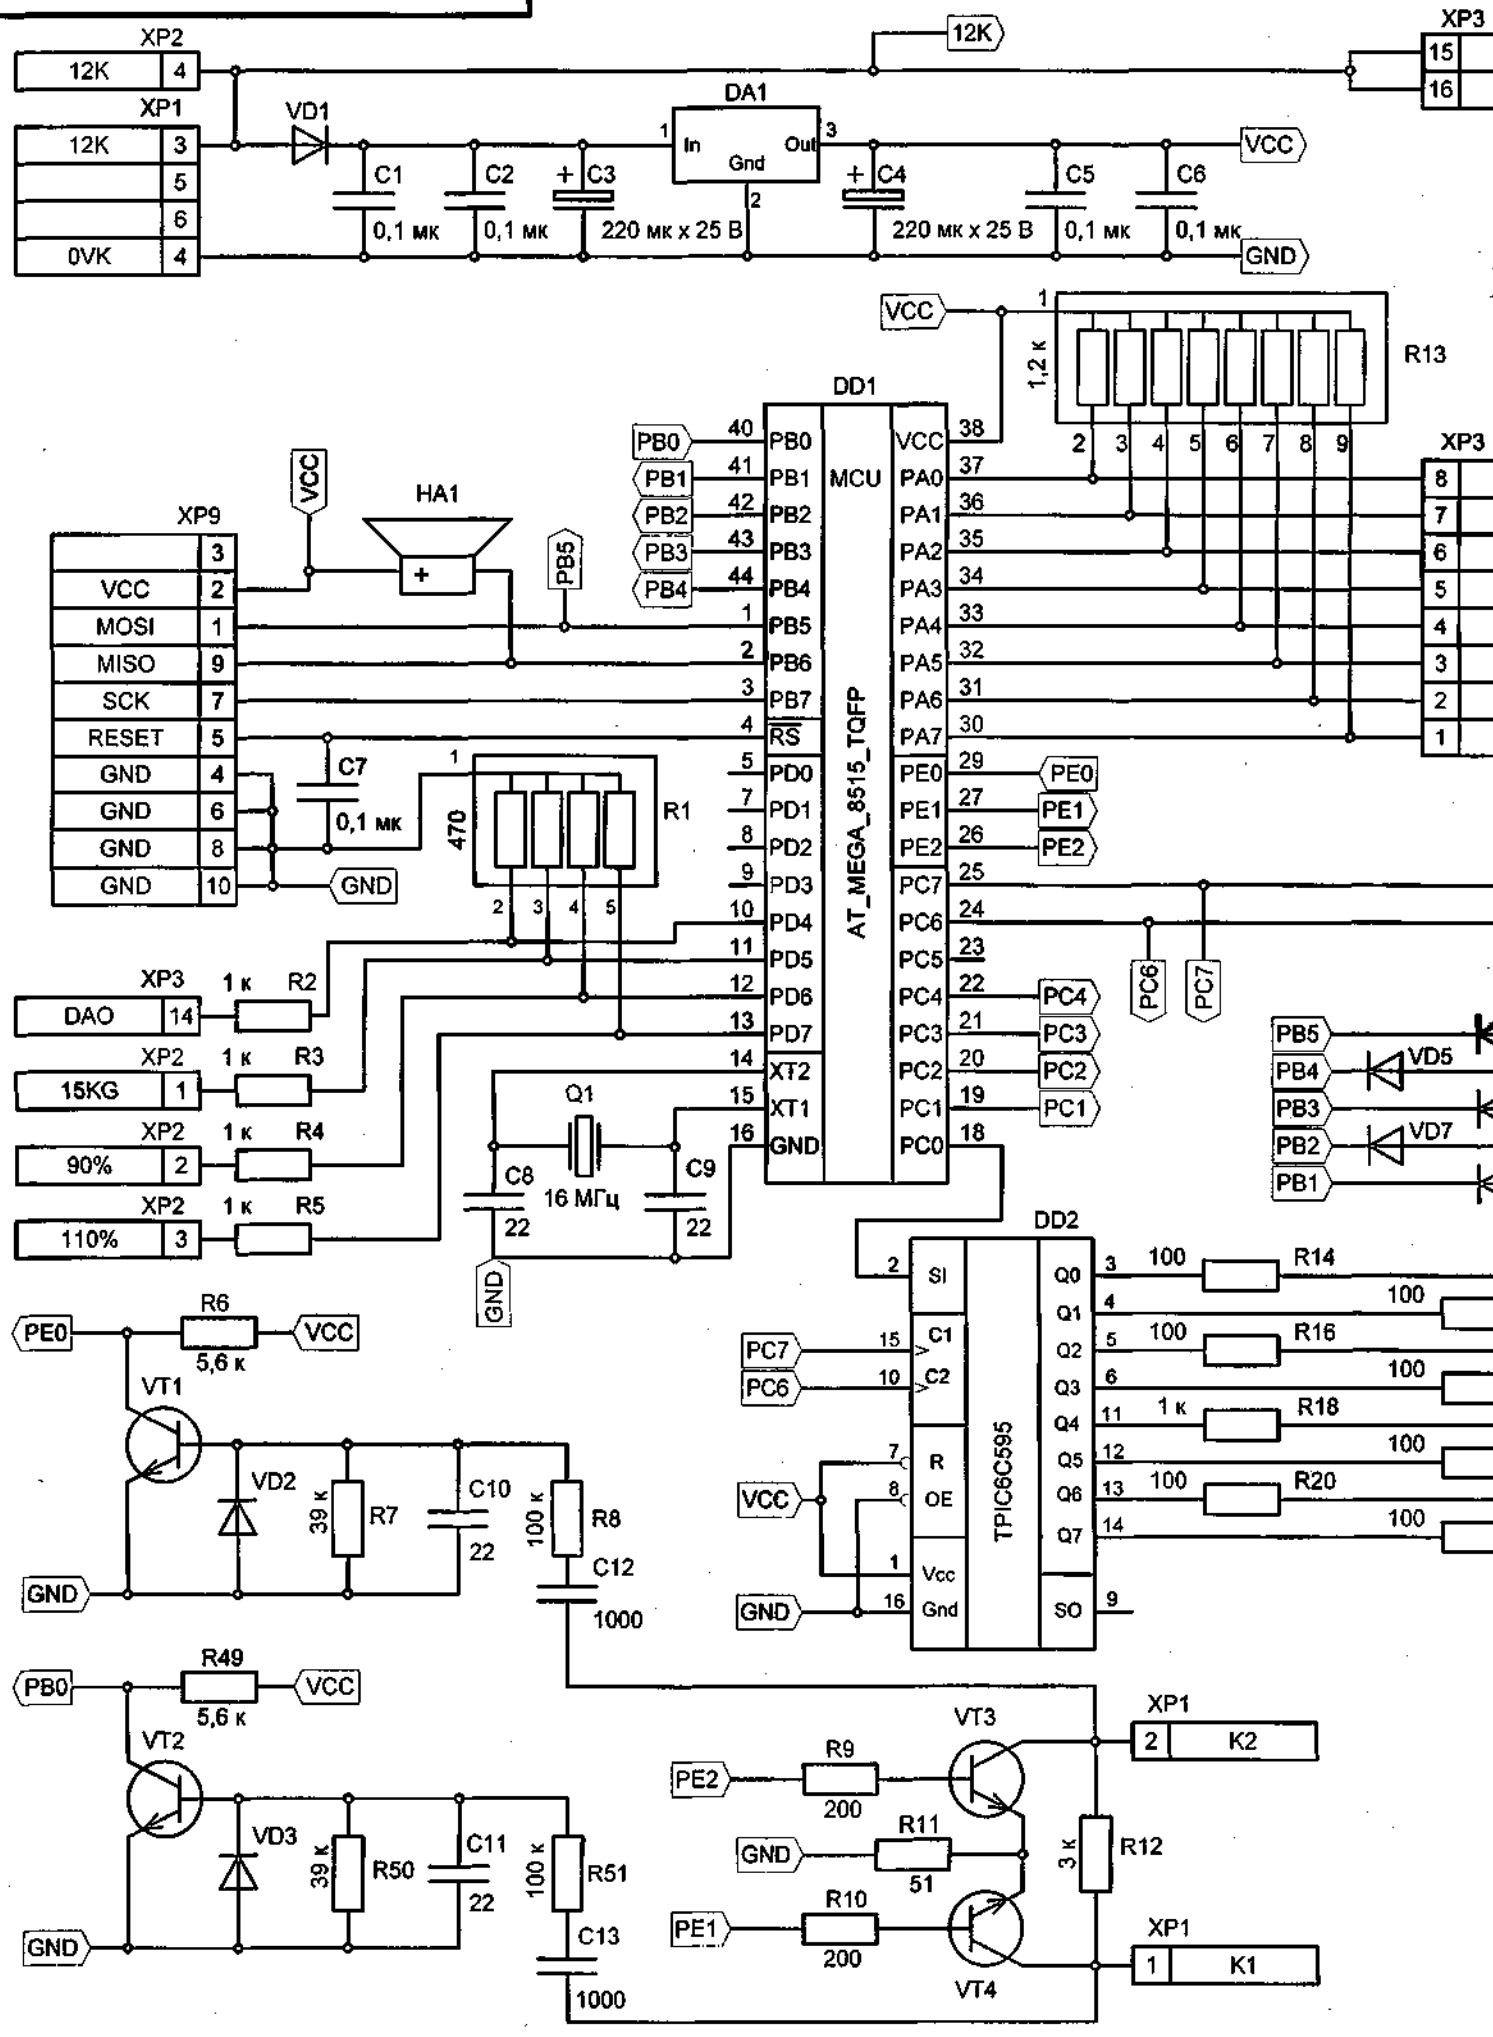 XP3
XP2
12K
15
12K 4
16
XP1
DA1
VD1
12K 3
1 In Out 3
VCC
Gnd
5
C1 C2 + C3 2 + C4 C5 C6
6
0,1 мк 0,1 мк 220 мк x 25 В 220 мк x 25 В 0,1 мк 0,1 мк
0VK 4
GND
VCC 1
1,2 к
R13
DD1
PB0 40 PB0 VCC 38
2 3 4 5 6 7 8 9
XP3
PB1 41 PB1 MCU PA0 37 8
VCC
HA1
PB2 42 PB2 PA1 36 7
XP9
PB3 43 PB3 PA2 35 6
3
PB5
VCC 2
+
PB4 44 PB4 PA3 34 5
MOSI 1 1 PB5 PA4 33 4
MISO 9 2 PB6 PA5 32 3
SCK 7 3 PB7 PA6 31 2
RESET 5 4 RS PA7 30 1
AT_MEGA_8515_TQFP
GND 4 C7 1 5 PD0 PE0 29 PE0
GND 6 0,1 мк 470 R1 7 PD1 PE1 27 PE1
GND 8 8 PD2 PE2 26 PE2
GND 10 GND 9 PD3 PC7 25
2 3 4 5
10 PD4 PC6 24
11 PD5 PC5 23
PC6 PC7
XP3 1 к R2
DAO 14
12 PD6 PC4 22 PC4
13 PD7 PC3 21 PC3 PB5
XP2 1 к R3
15KG 1
14 XT2 PC2 20 PC2 PB4 VD5
Q1
15 XT1 PC1 19 PC1 PB3
XP2 1 к R4
90% 2
16 GND PC0 18 PB2 VD7
C8 16 МГц C9
PB1
22 22
XP2 1 к R5
110% 3
DD2
GND
2 SI Q0 3 100 R14
Q1 4 100
R6
PE0 VCC
5,6 к
PC7 15 C1 Q2 5 100 R16
PC6 10 C2 Q3 6 100
VT1
Q4 11 1 к R18
TPIC6C595
7 R Q5 12 100
VD2 39 к R7 C10 22 100 к R8
VCC 8 OE Q6 13 100 R20
Q7 14 100
C12
1000
1 Vcc
GND
GND 16 Gnd SO 9
R49
PB0 VCC
5,6 к
VT2
VT3
XP1
2 K2
PE2 R9
200
VD3 39 к R50 C11 22 100 к R51
GND R11
51
3 к R12
PE1 R10
200
GND
C13
1000
VT4
XP1
1 K1